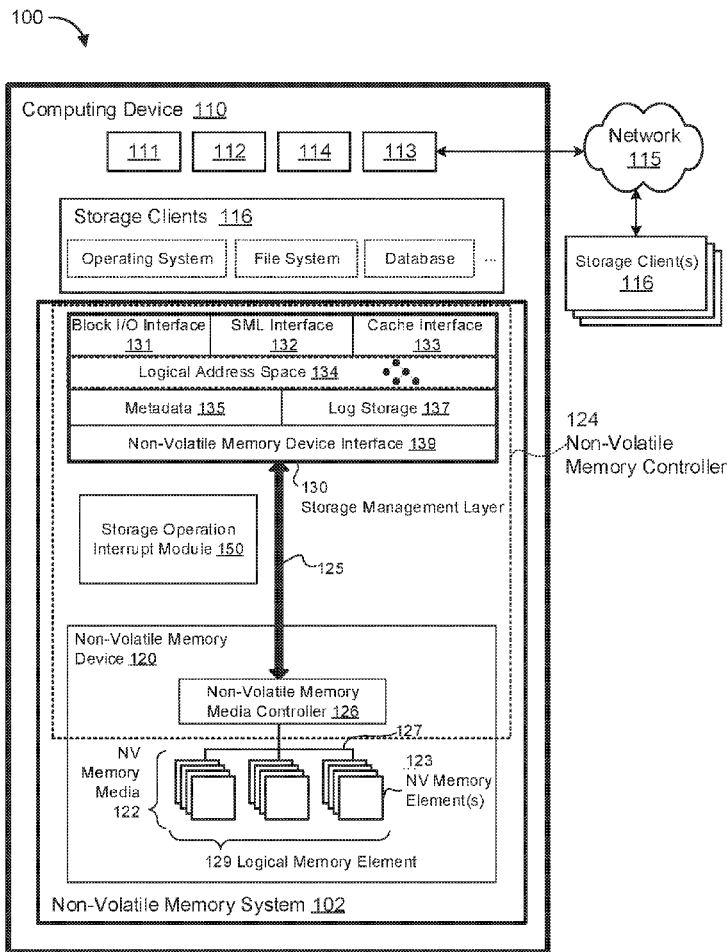 100
Computing Device 110
111 112 114 113
Network
115
Storage Clients 116
Operating System File System Database ...
Storage Client(s)
116
Block I/O Interface
131
SML Interface
132
Cache Interface
133
Logical Address Space 134
Metadata 135 Log Storage 137
Non-Volatile Memory Device Interface 139
124
Non-Volatile
Memory Controller
130
Storage Management Layer
Storage Operation
Interrupt Module 150
125
Non-Volatile Memory
Device 120
Non-Volatile Memory
Media Controller 126
127
NV
Memory
Media
122
123
NV Memory
Element(s)
129 Logical Memory Element
Non-Volatile Memory System 102